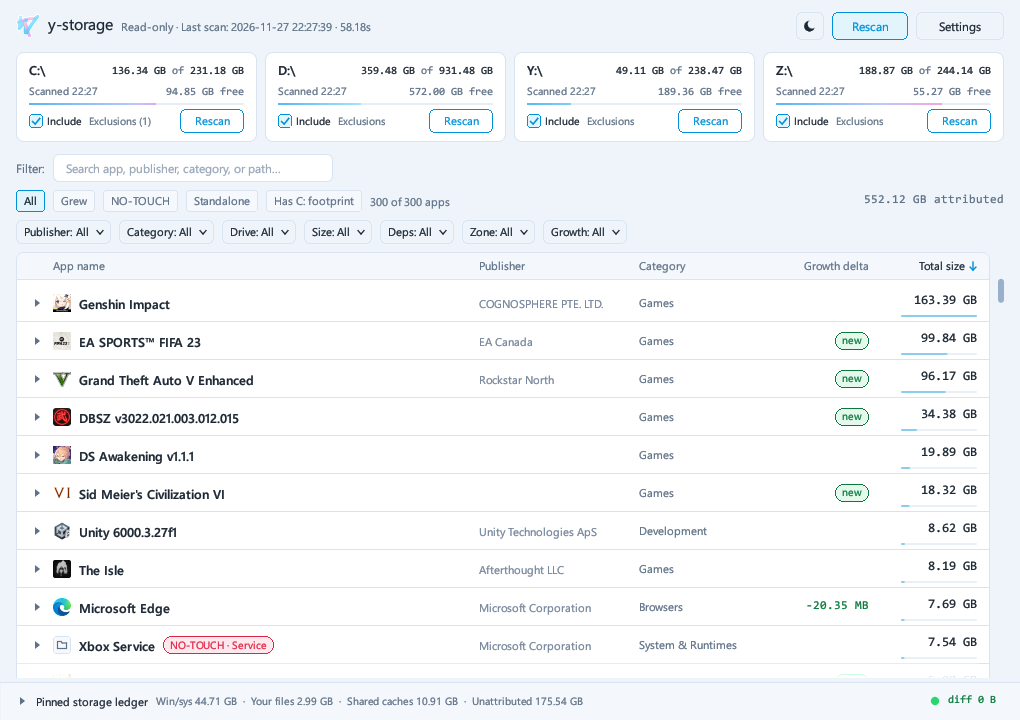 y-storage Read-only · Last scan: 2026-11-27 22:27:39 · 58.18s Rescan Settings
C:\ 136.34 GB of 231.18 GB
Scanned 22:27 94.85 GB free
Include Exclusions (1) Rescan
D:\ 359.48 GB of 931.48 GB
Scanned 22:27 572.00 GB free
Include Exclusions Rescan
Y:\ 49.11 GB of 238.47 GB
Scanned 22:27 189.36 GB free
Include Exclusions Rescan
Z:\ 188.87 GB of 244.14 GB
Scanned 22:27 55.27 GB free
Include Exclusions Rescan
Filter: Search app, publisher, category, or path...
All Grew NO-TOUCH Standalone Has C: footprint 300 of 300 apps 552.12 GB attributed
Publisher: All Category: All Drive: All Size: All Deps: All Zone: All Growth: All
App name Publisher Category Growth delta Total size ↓
Genshin Impact COGNOSPHERE PTE. LTD. Games 163.39 GB
EA SPORTS™ FIFA 23 EA Canada Games new 99.84 GB
Grand Theft Auto V Enhanced Rockstar North Games new 96.17 GB
DBSZ v3022.021.003.012.015 Games new 34.38 GB
DS Awakening v1.1.1 Games 19.89 GB
VI Sid Meier's Civilization VI Games new 18.32 GB
Unity 6000.3.27f1 Unity Technologies ApS Development 8.62 GB
The Isle Afterthought LLC Games 8.19 GB
Microsoft Edge Microsoft Corporation Browsers -20.35 MB 7.69 GB
Xbox Service NO-TOUCH · Service Microsoft Corporation System & Runtimes 7.54 GB
Pinned storage ledger Win/sys 44.71 GB · Your files 2.99 GB · Shared caches 10.91 GB · Unattributed 175.54 GB diff 0 B